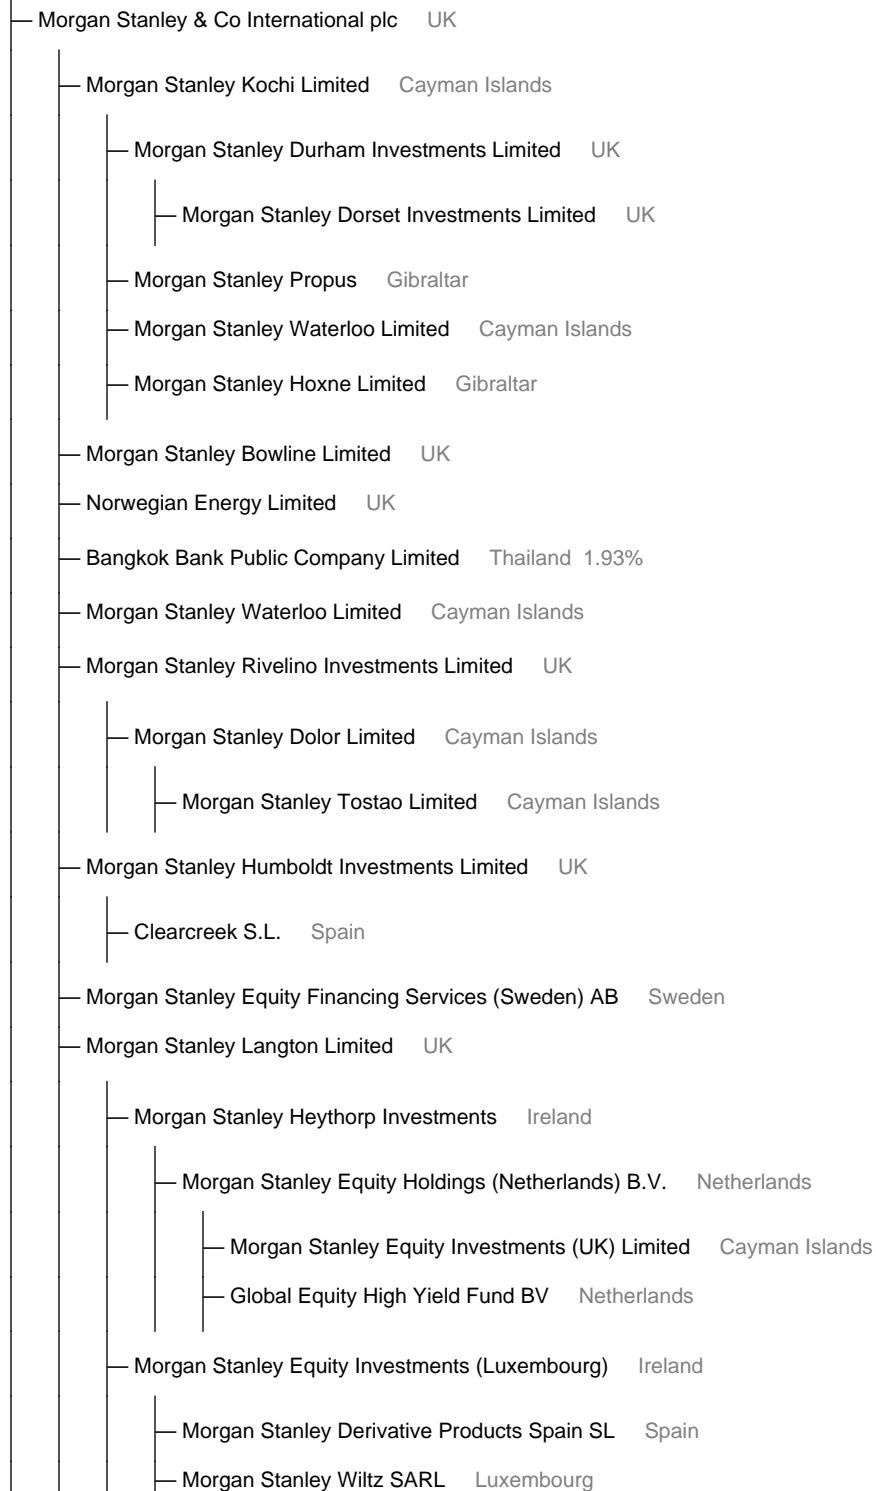 Morgan Stanley & Co International plc UK
Morgan Stanley Kochi Limited Cayman Islands
Morgan Stanley Durham Investments Limited UK
Morgan Stanley Dorset Investments Limited UK
Morgan Stanley Propus Gibraltar
Morgan Stanley Waterloo Limited Cayman Islands
Morgan Stanley Hoxne Limited Gibraltar
Morgan Stanley Bowline Limited UK
Norwegian Energy Limited UK
Bangkok Bank Public Company Limited Thailand 1.93%
Morgan Stanley Waterloo Limited Cayman Islands
Morgan Stanley Rivelino Investments Limited UK
Morgan Stanley Dolor Limited Cayman Islands
Morgan Stanley Tostao Limited Cayman Islands
Morgan Stanley Humboldt Investments Limited UK
Clearcreek S.L. Spain
Morgan Stanley Equity Financing Services (Sweden) AB Sweden
Morgan Stanley Langton Limited UK
Morgan Stanley Heythorp Investments Ireland
Morgan Stanley Equity Holdings (Netherlands) B.V. Netherlands
Morgan Stanley Equity Investments (UK) Limited Cayman Islands
Global Equity High Yield Fund BV Netherlands
Morgan Stanley Equity Investments (Luxembourg) Ireland
Morgan Stanley Derivative Products Spain SL Spain
Morgan Stanley Wiltz SARL Luxembourg